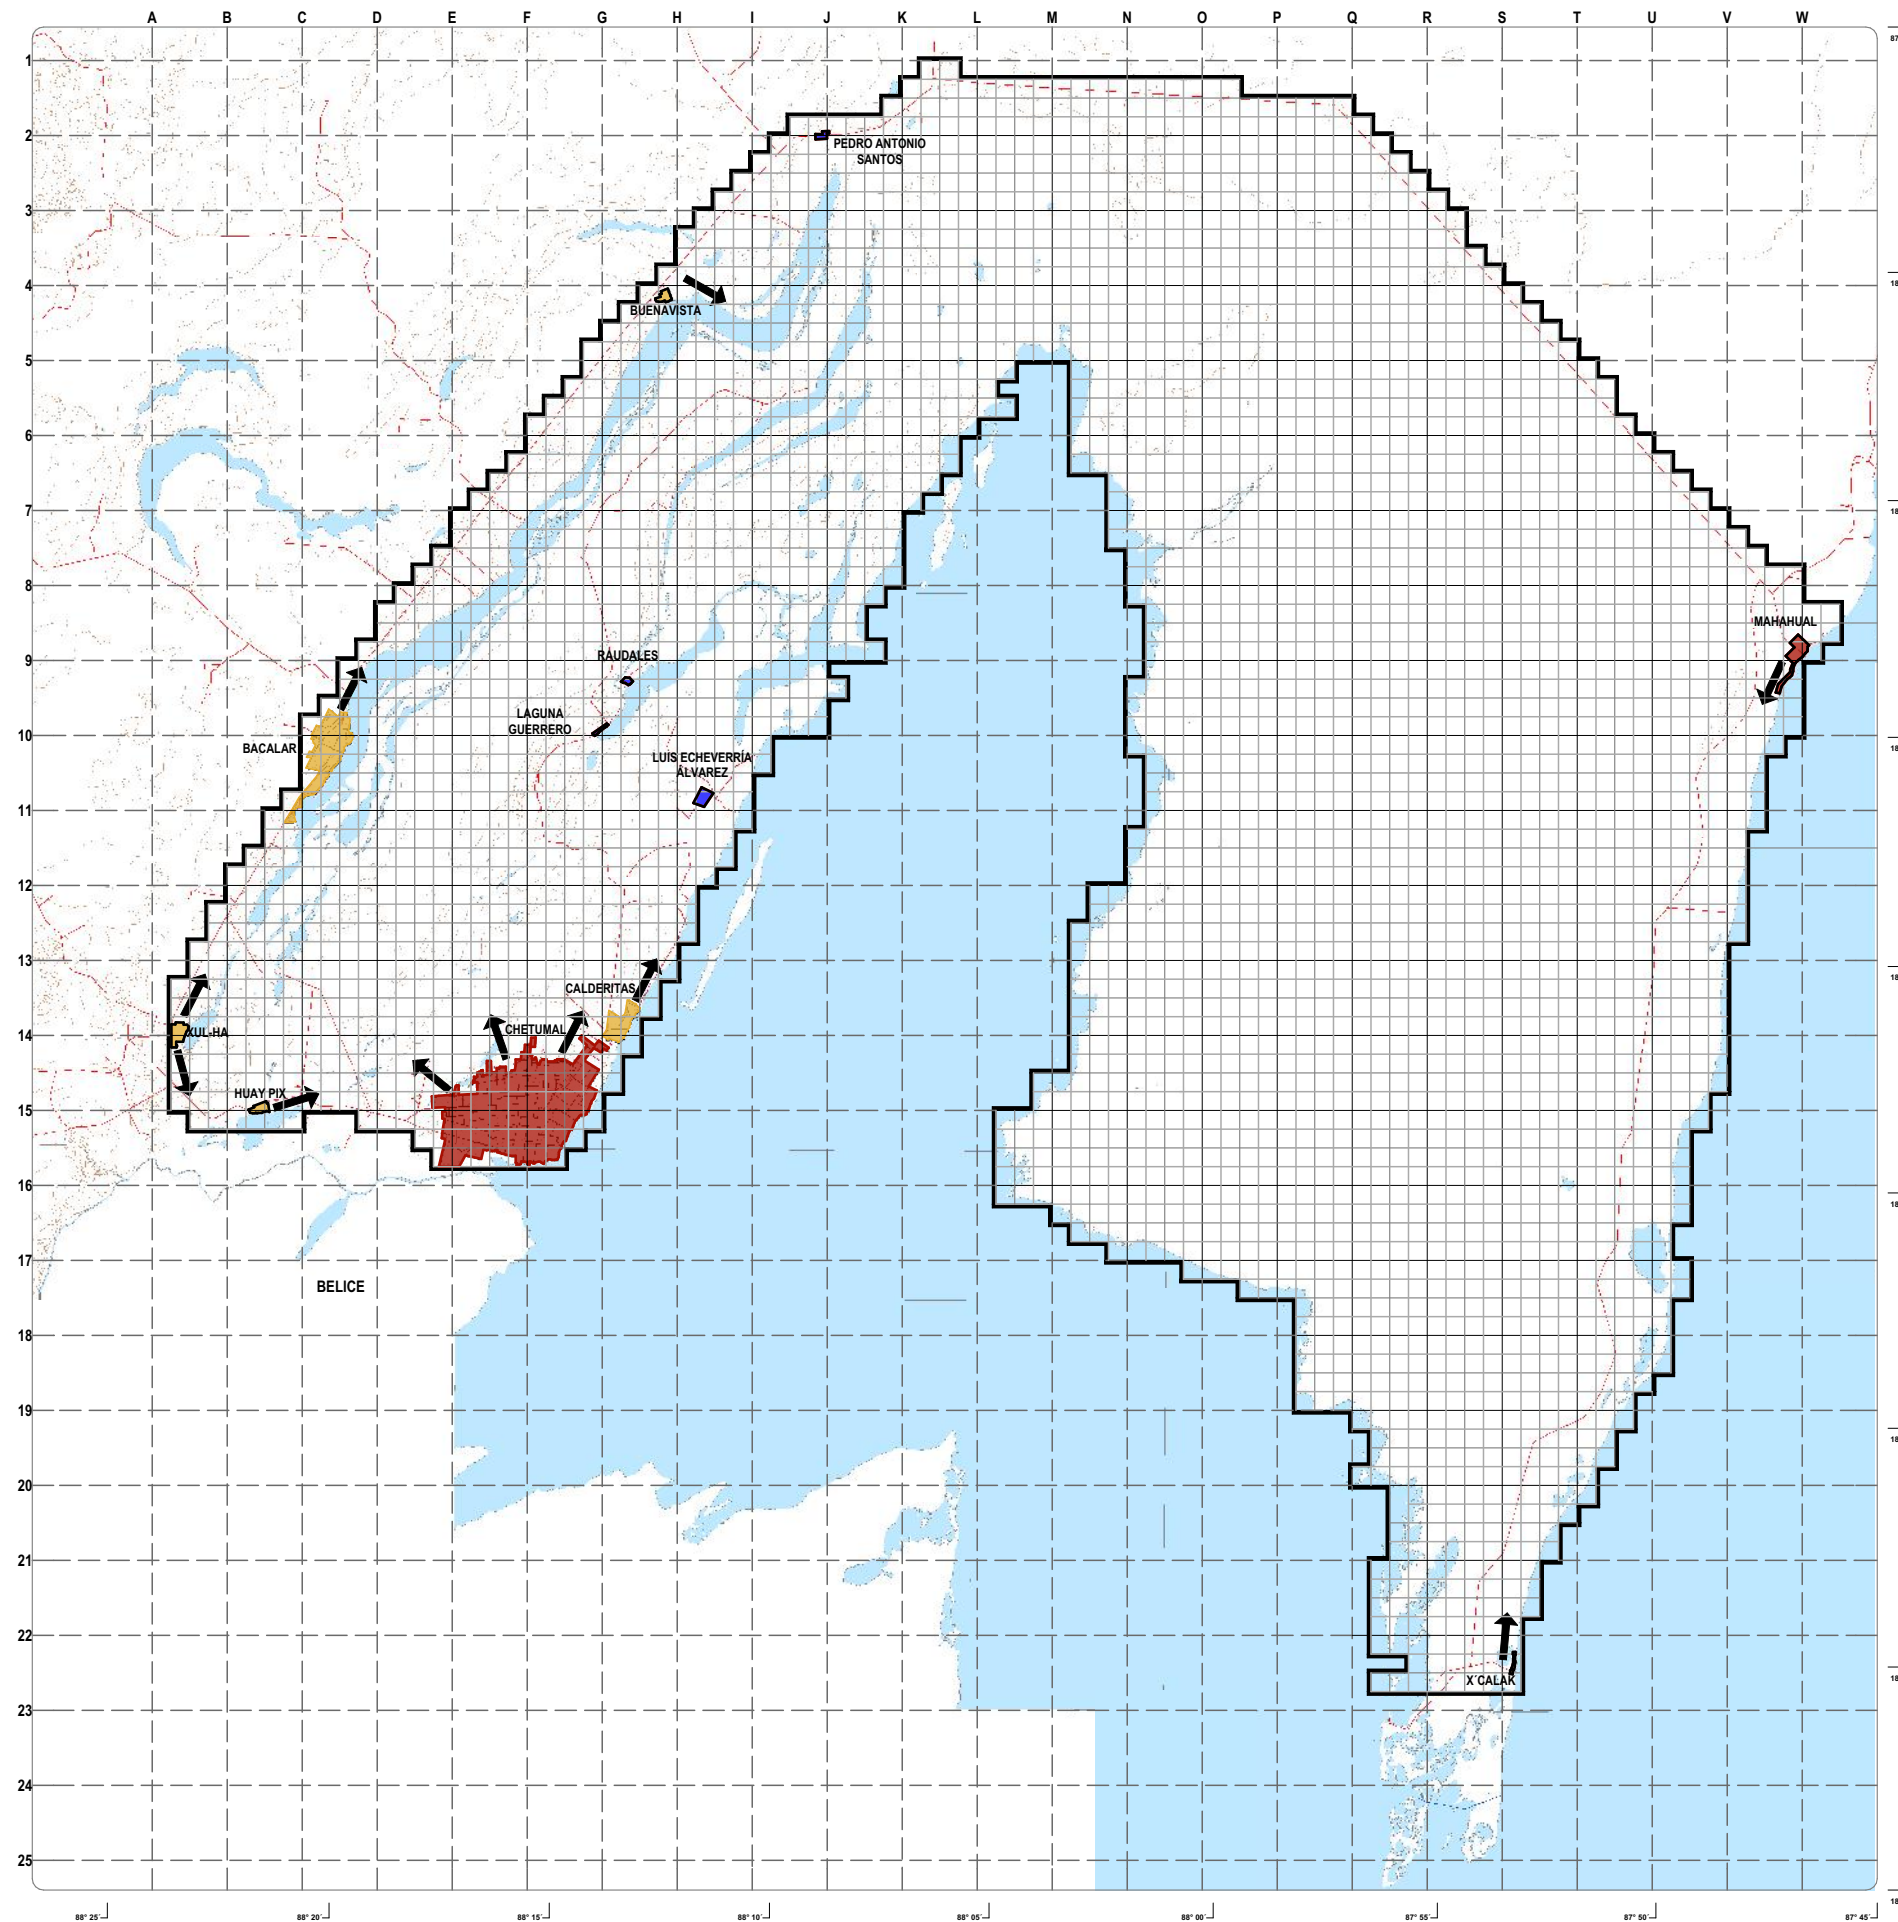 A B C D E F G H I J K L M N O P Q R S T U V W
1
2
3
4
5
6
7
8
9
10
11
12
13
14
15
16
17
18
19
20
21
22
23
24
25
PEDRO ANTONIO
SANTOS
BUENAVISTA
MAHAHUAL
RAUDALES
LAGUNA
GUERRERO
BACALAR
LUIS ECHEVERRÍA
ÁLVAREZ
CALDERITAS
CHETUMAL
XUL-HA
HUAY PIX
BELICE
X´CALAK
88° 25´ 88° 20´ 88° 15´ 88° 10´ 88° 05´ 88° 00´ 87° 55´ 87° 50´ 87° 45´